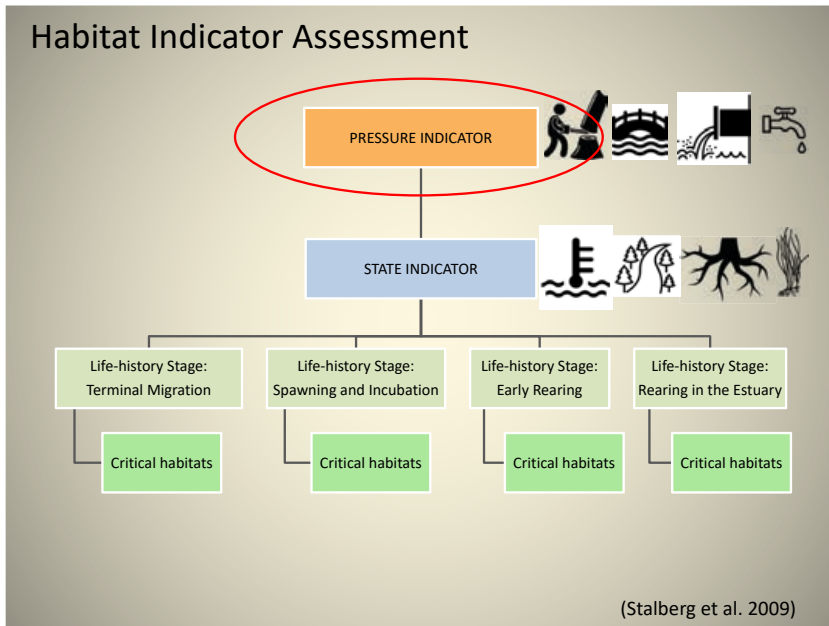 Habitat Indicator Assessment
PRESSURE INDICATOR
STATE INDICATOR
Life-history Stage:
Terminal Migration
Life-history Stage:
Spawning and Incubation
Life-history Stage:
Early Rearing
Life-history Stage:
Rearing in the Estuary
Critical habitats
Critical habitats
Critical habitats
Critical habitats
(Stalberg et al. 2009)